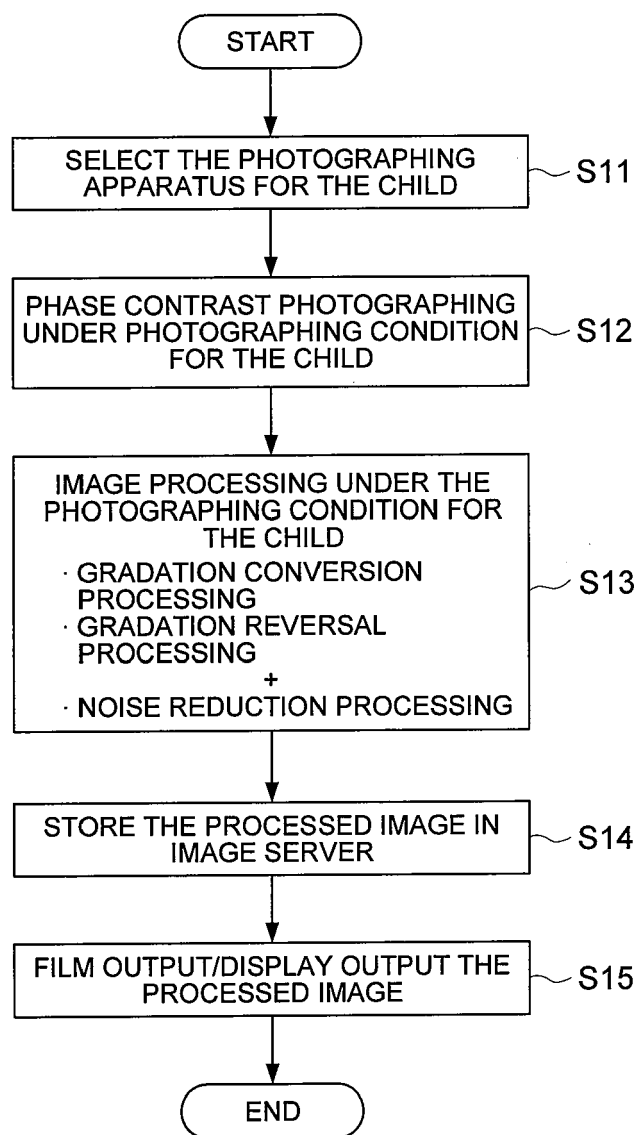 START
SELECT THE PHOTOGRAPHING
APPARATUS FOR THE CHILD
S11
PHASE CONTRAST PHOTOGRAPHING
UNDER PHOTOGRAPHING CONDITION
FOR THE CHILD
S12
IMAGE PROCESSING UNDER THE
PHOTOGRAPHING CONDITION FOR
THE CHILD
· GRADATION CONVERSION
PROCESSING
· GRADATION REVERSAL
PROCESSING
+
· NOISE REDUCTION PROCESSING
S13
STORE THE PROCESSED IMAGE IN
IMAGE SERVER
S14
FILM OUTPUT/DISPLAY OUTPUT THE
PROCESSED IMAGE
S15
END